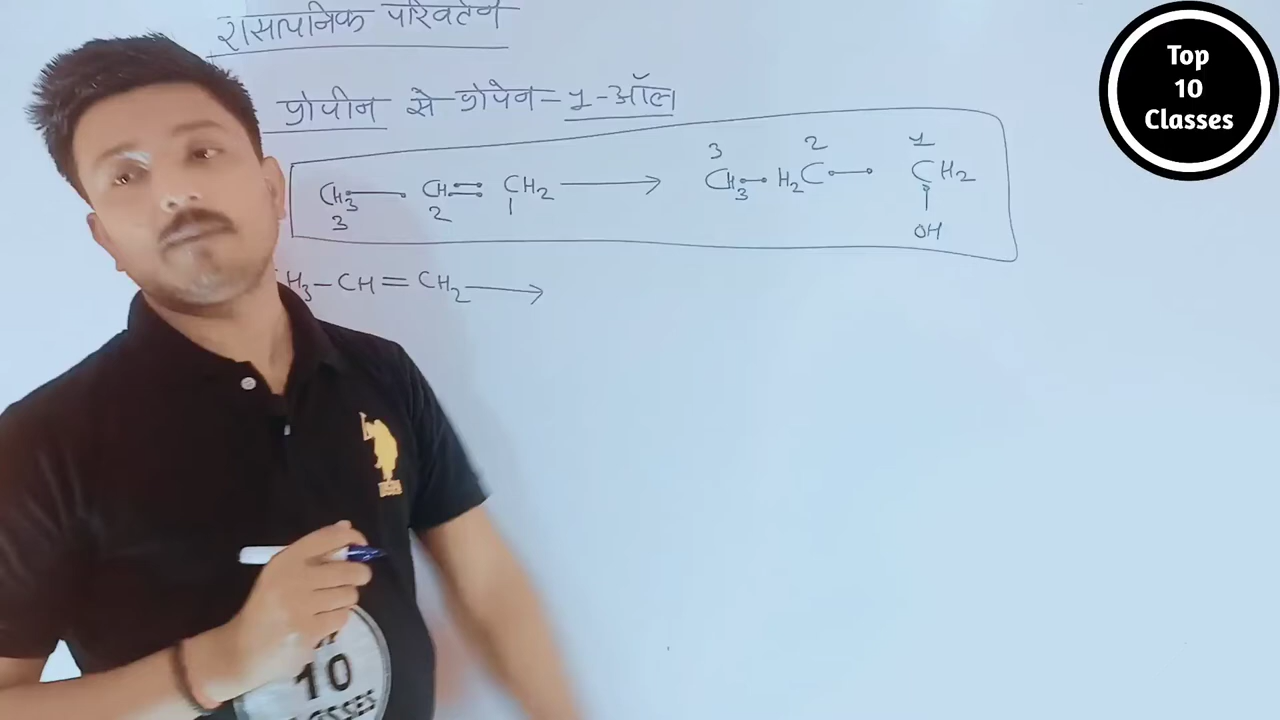 रासायनिक परिवर्तन
प्रोपीन से प्रोपेन-1-ऑल
3 2 1
CH3 — CH = CH2 → CH3 — H2C — CH2
3 2 1 OH
H3 – CH = CH2 →
Top
10
Classes
10